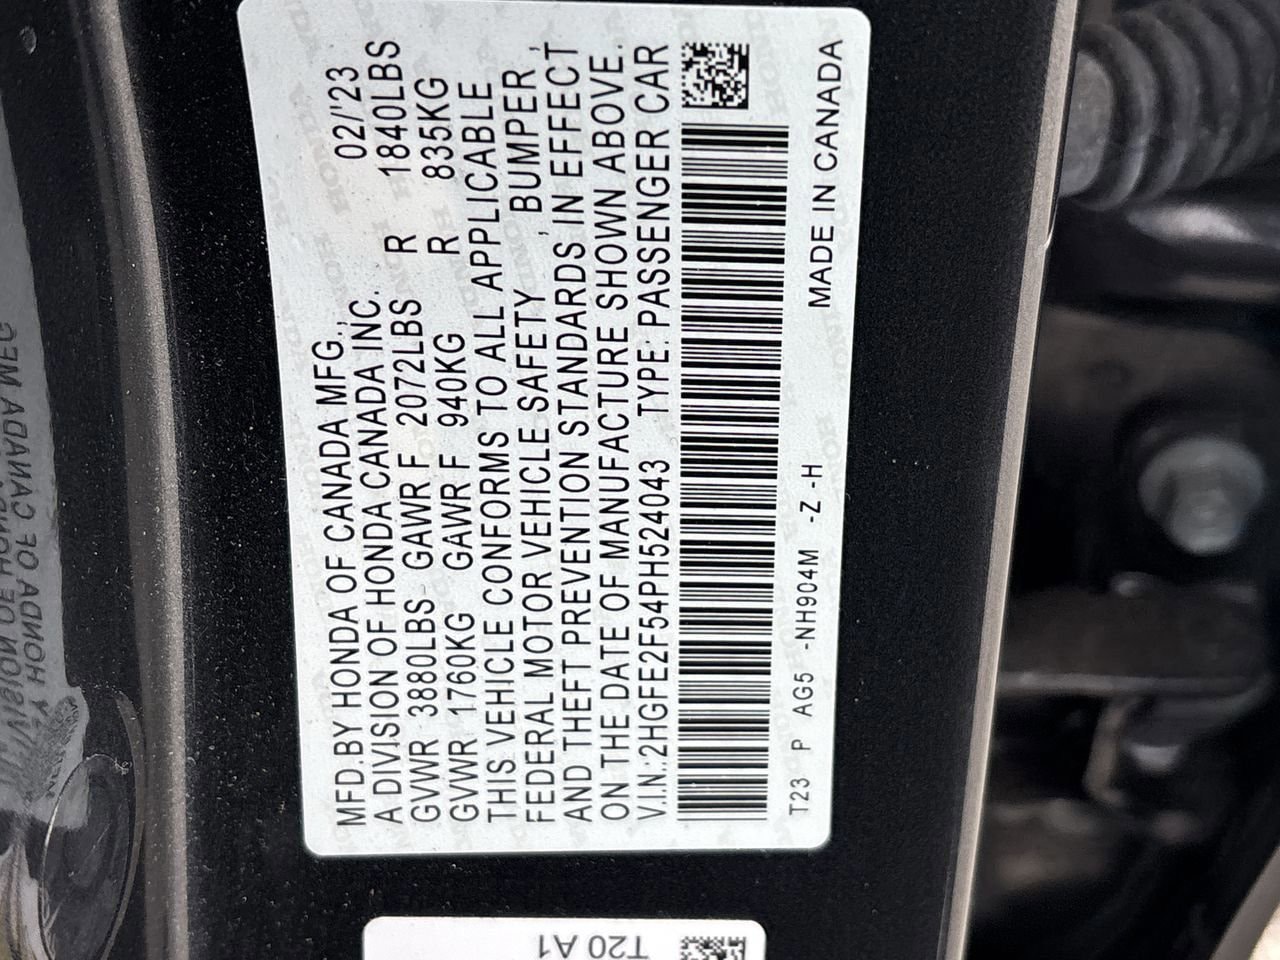 MFD.BY HONDA OF CANADA MFG., 02/'23
A DIVISION OF HONDA CANADA INC.
GVWR 3880LBS GAWR F 2072LBS R 1840LBS
GVWR 1760KG GAWR F 940KG R 835KG
THIS VEHICLE CONFORMS TO ALL APPLICABLE
FEDERAL MOTOR VEHICLE SAFETY , BUMPER ,
AND THEFT PREVENTION STANDARDS IN EFFECT
ON THE DATE OF MANUFACTURE SHOWN ABOVE.
V.I.N.:2HGFE2F54PH524043 TYPE: PASSENGER CAR
T23 P AG5 -NH904M -Z -H MADE IN CANADA
T20 A1